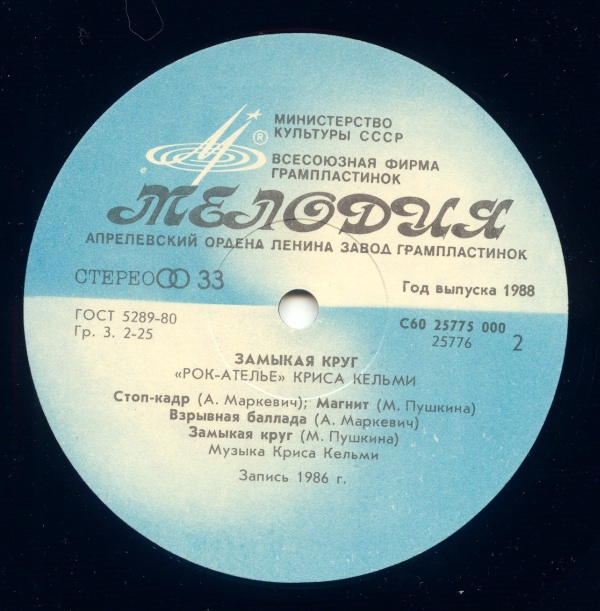 МИНИСТЕРСТВО
КУЛЬТУРЫ СССР
®
ВСЕСОЮЗНАЯ ФИРМА
ГРАМПЛАСТИНОК
МЕЛОДИЯ
АПРЕЛЕВСКИЙ ОРДЕНА ЛЕНИНА ЗАВОД ГРАМПЛАСТИНОК
СТЕРЕО 33
Год выпуска 1988
ГОСТ 5289-80
Гр. 3. 2-25
С60 25775 000
25776
2
ЗАМЫКАЯ КРУГ
«РОК-АТЕЛЬЕ» КРИСА КЕЛЬМИ
Стоп-кадр (А. Маркевич); Магнит (М. Пушкина)
Взрывная баллада (А. Маркевич)
Замыкая круг (М. Пушкина)
Музыка Криса Кельми
Запись 1986 г.